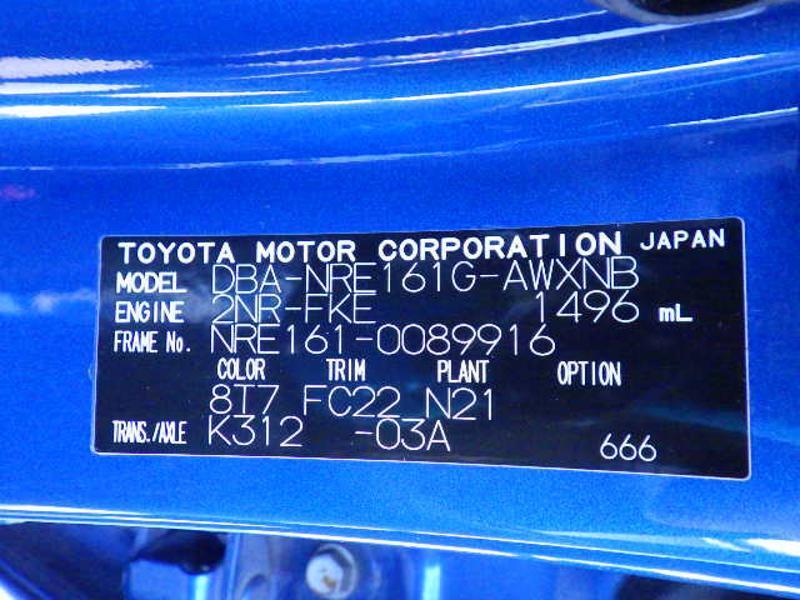 TOYOTA MOTOR CORPORATION JAPAN
MODEL DBA-NRE161G-AWXNB
ENGINE 2NR-FKE 1496 mL
FRAME No. NRE161-0089916
COLOR TRIM PLANT OPTION
8T7 FC22 N21
TRANS./AXLE K312 -03A 666